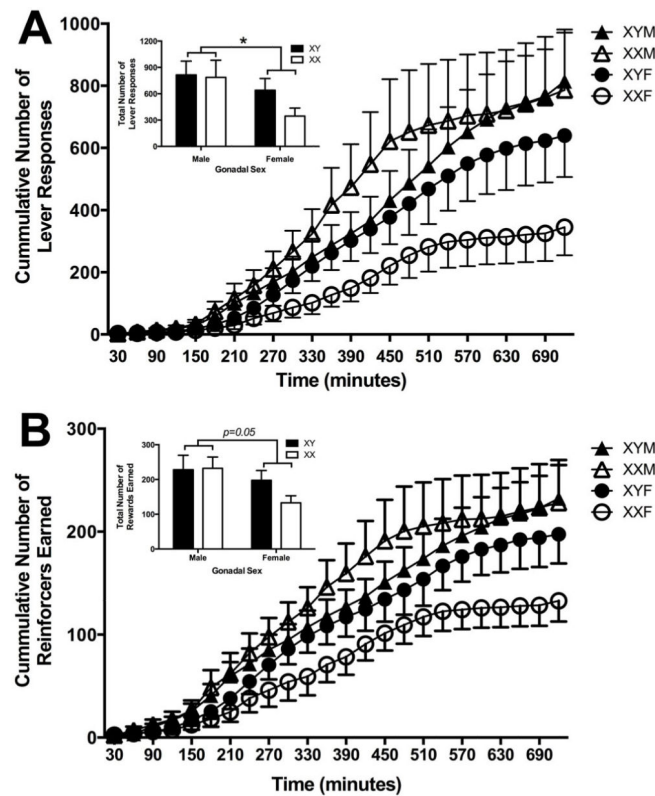 A
1000
800
600
400
200
0
Cummulative Number of
Lever Responses
30 90 150 210 270 330 390 450 510 570 630 690
Time (minutes)
1200
900
600
300
0
Total Number of
Lever Responses
*
XY
XX
Male Female
Gonadal Sex
XYM
XXM
XYF
XXF
B
300
200
100
0
Cummulative Number of
Reinforcers Earned
30 90 150 210 270 330 390 450 510 570 630 690
Time (minutes)
300
200
100
0
Total Number of
Rewards Earned
p=0.05
XY
XX
Male Female
Gonadal Sex
XYM
XXM
XYF
XXF